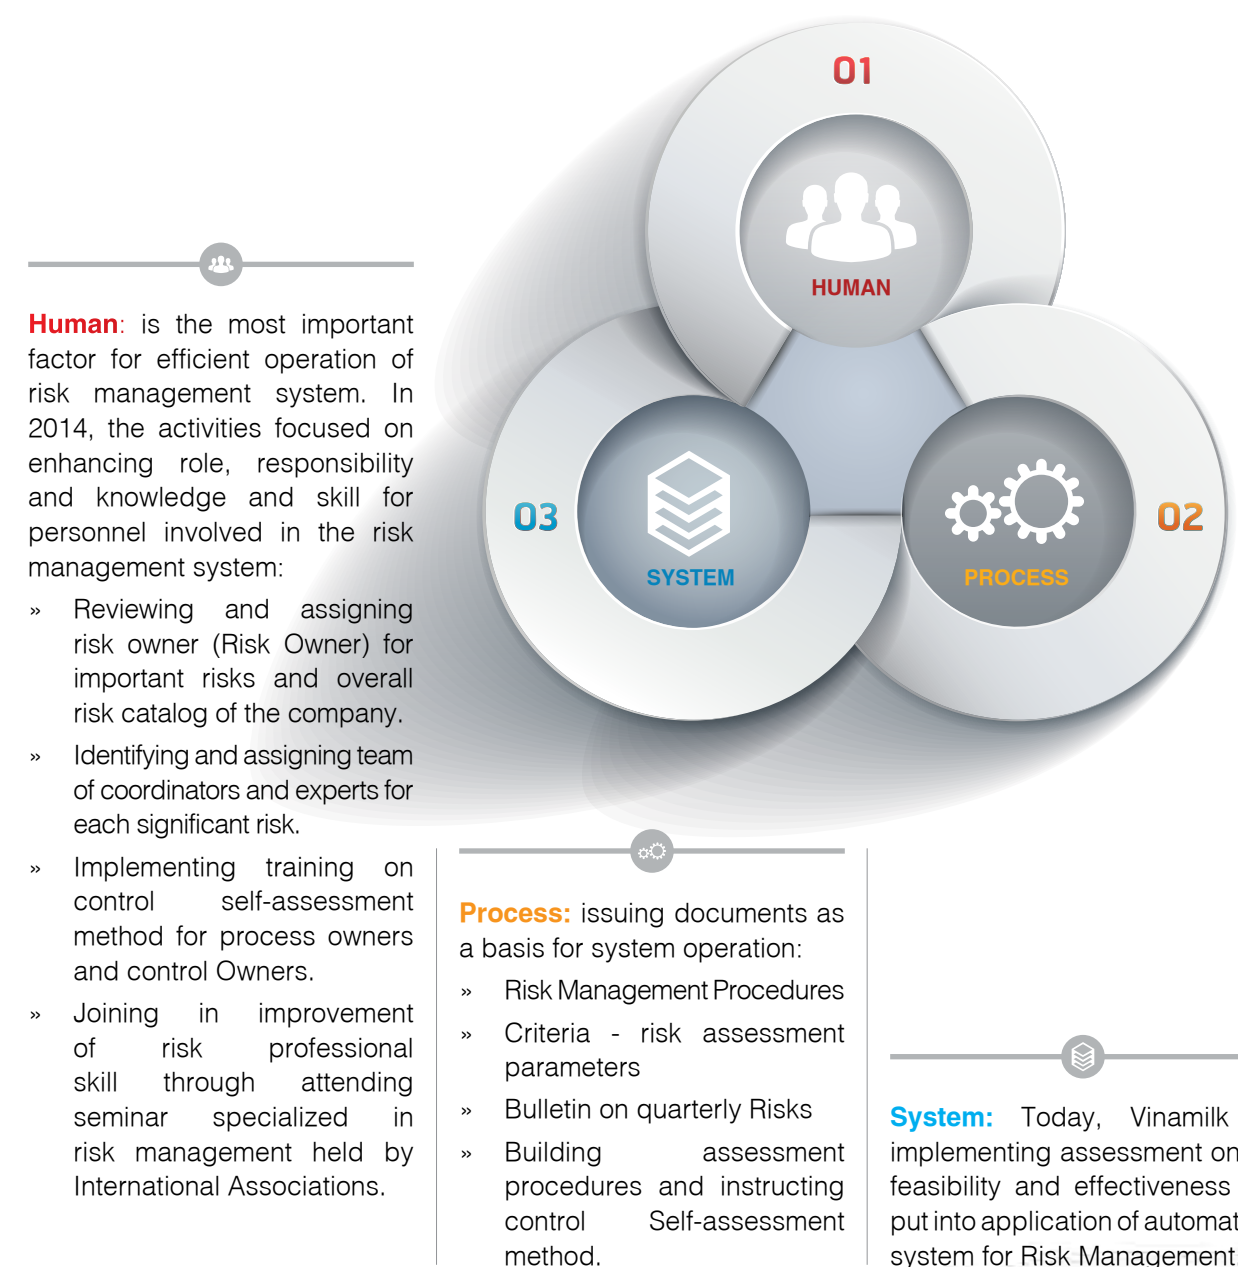 01
HUMAN
03
SYSTEM
02
PROCESS
Human: is the most important
factor for efficient operation of
risk management system. In
2014, the activities focused on
enhancing role, responsibility
and knowledge and skill for
personnel involved in the risk
management system:
» Reviewing and assigning
risk owner (Risk Owner) for
important risks and overall
risk catalog of the company.
» Identifying and assigning team
of coordinators and experts for
each significant risk.
» Implementing training on
control self-assessment
method for process owners
and control Owners.
» Joining in improvement
of risk professional
skill through attending
seminar specialized in
risk management held by
International Associations.
Process: issuing documents as
a basis for system operation:
» Risk Management Procedures
» Criteria - risk assessment
parameters
» Bulletin on quarterly Risks
» Building assessment
procedures and instructing
control Self-assessment
method.
System: Today, Vinamilk
implementing assessment on
feasibility and effectiveness
put into application of automat
system for Risk Management